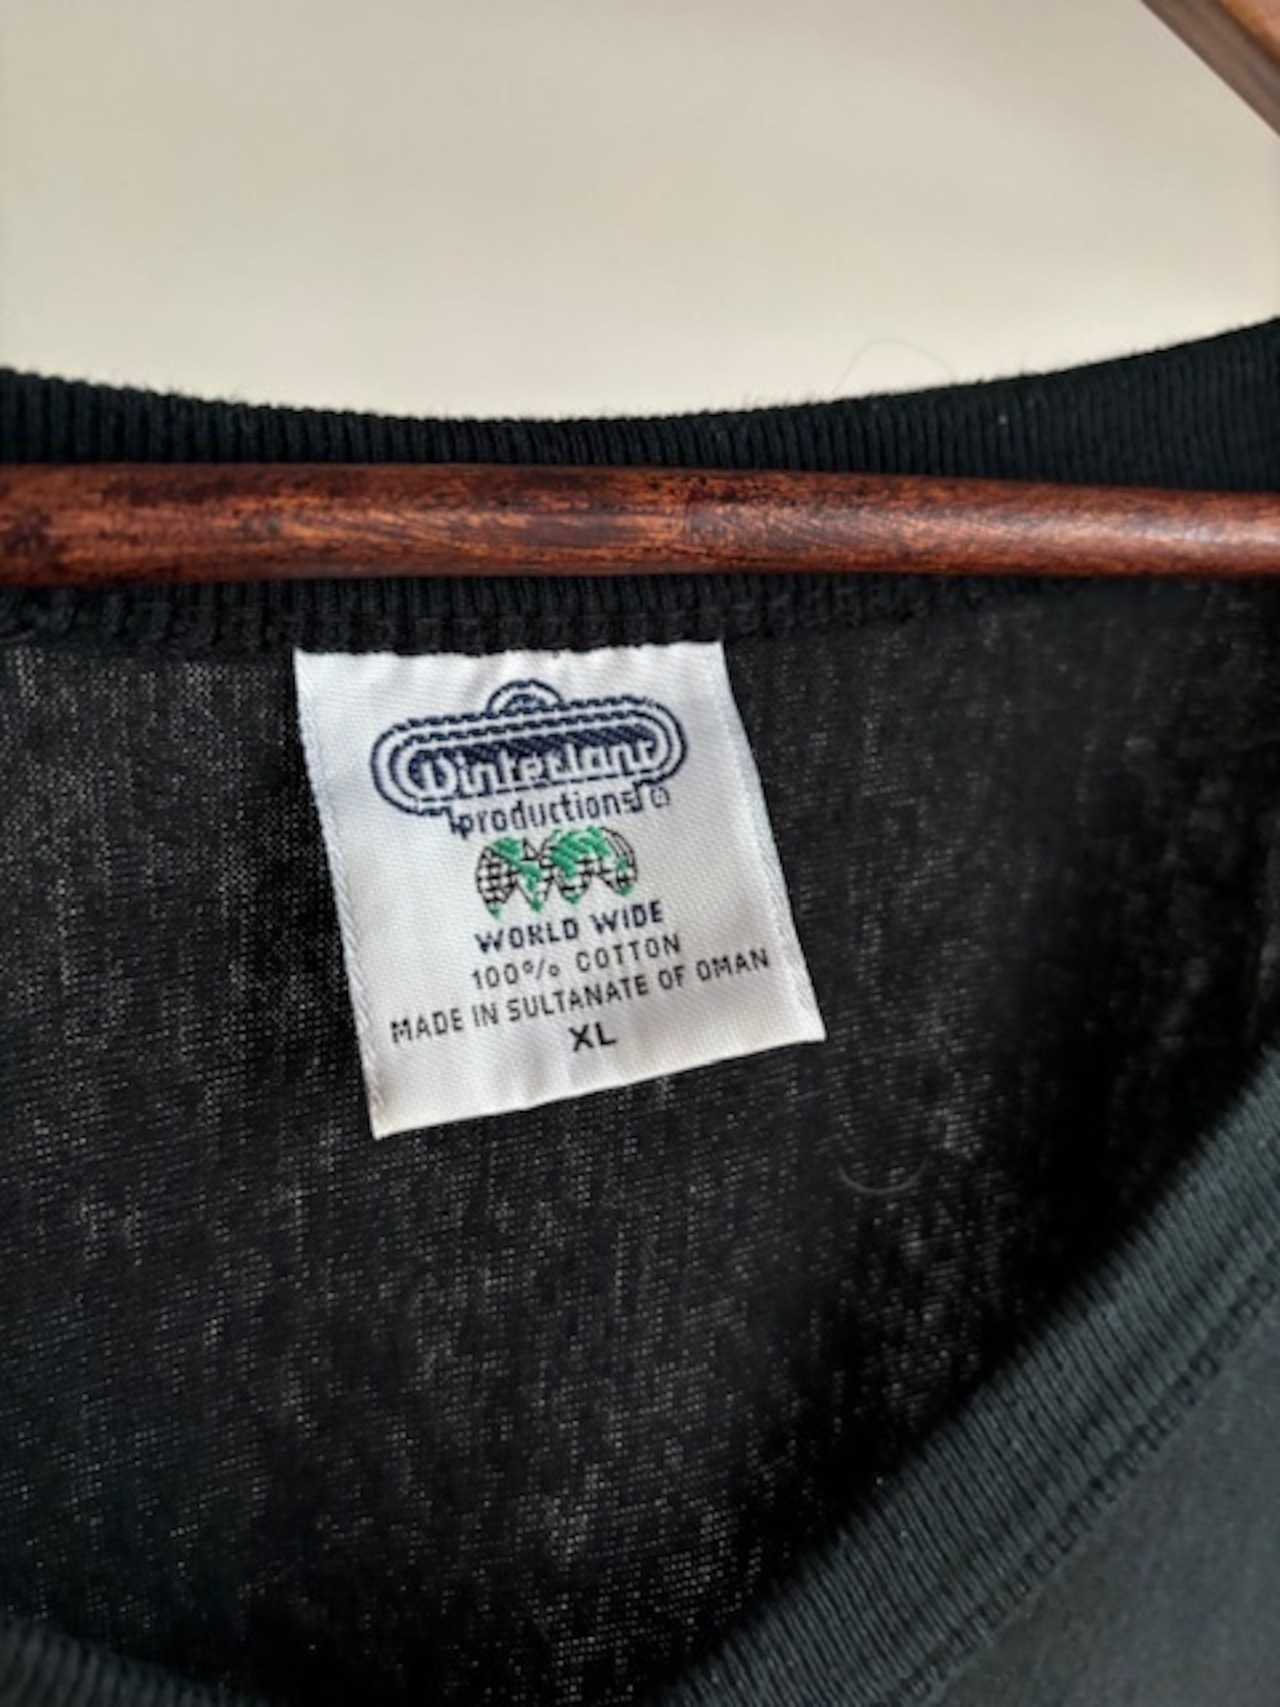 Winterland
productions ®
WORLD WIDE
100% COTTON
MADE IN SULTANATE OF OMAN
XL